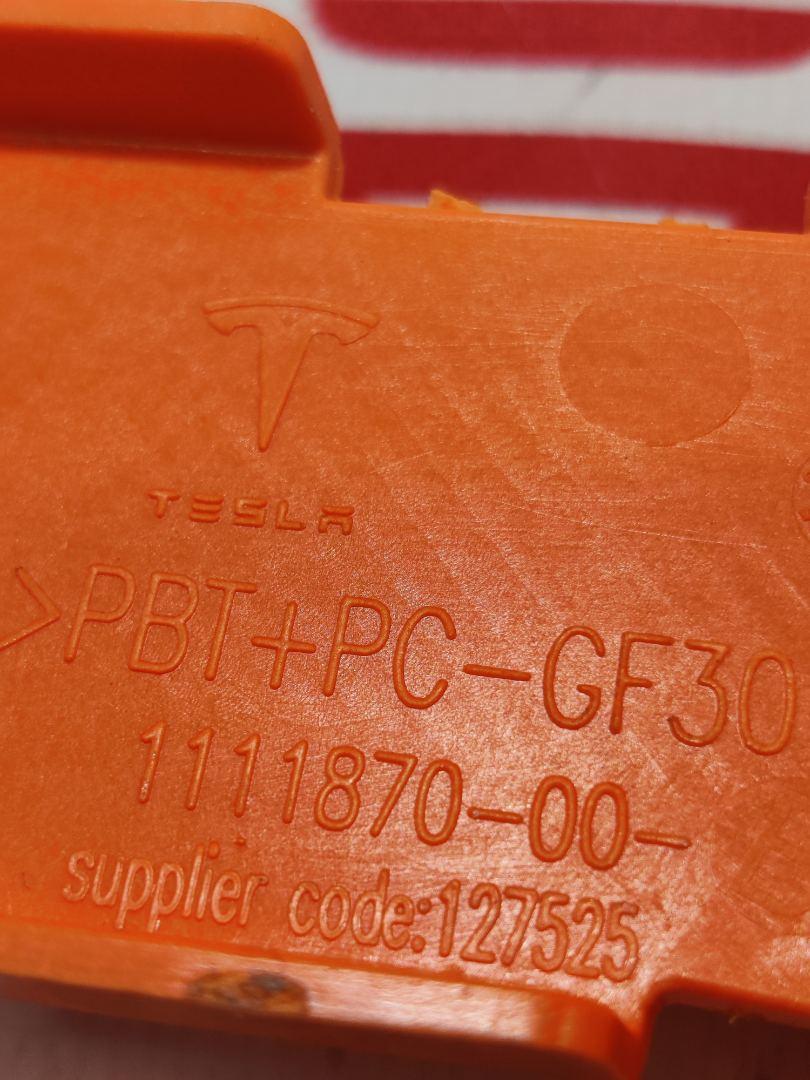 TESLA
>PBT+PC-GF30
1111870-00-
supplier code:127525